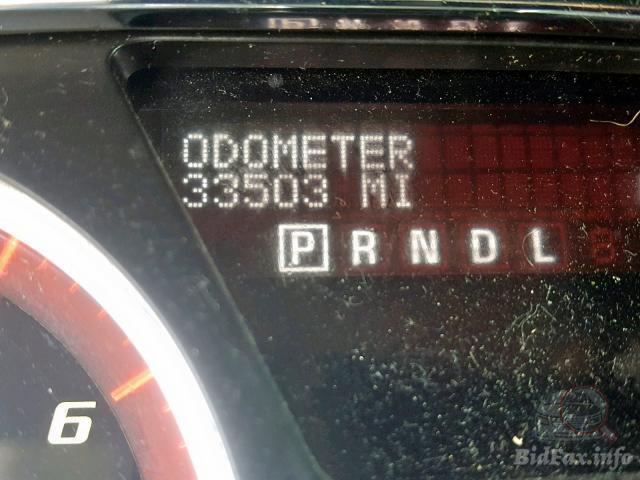 ODOMETER
33503 MI
P R N D L
6
BidFax.info